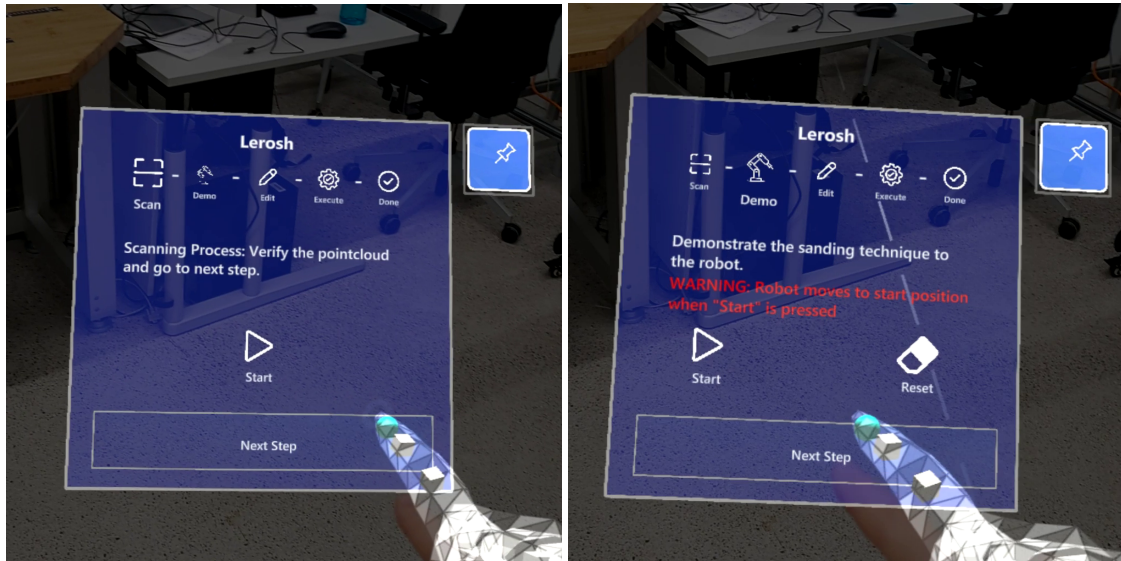 Lerosh
Scan
Demo
Edit
Execute
Done
Scanning Process: Verify the pointcloud
and go to next step.
Start
Next Step
Lerosh
Scan
Demo
Edit
Execute
Done
Demonstrate the sanding technique to
the robot.
WARNING: Robot moves to start position
when "Start" is pressed
Start
Reset
Next Step